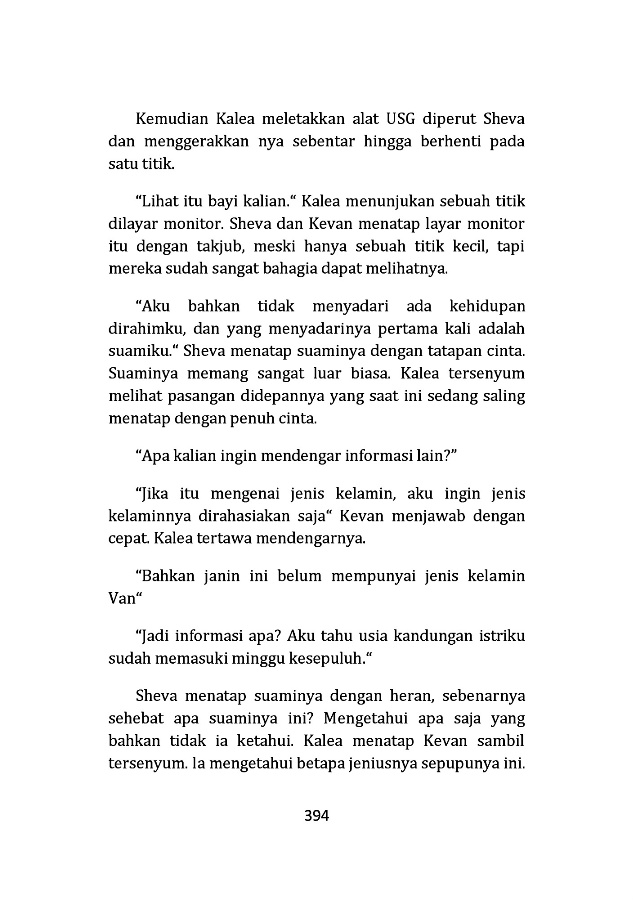 Kemudian Kalea meletakkan alat USG diperut Sheva
dan menggerakkan nya sebentar hingga berhenti pada
satu titik.
“Lihat itu bayi kalian.“ Kalea menunjukan sebuah titik
dilayar monitor. Sheva dan Kevan menatap layar monitor
itu dengan takjub, meski hanya sebuah titik kecil, tapi
mereka sudah sangat bahagia dapat melihatnya.
“Aku bahkan tidak menyadari ada kehidupan
dirahimku, dan yang menyadarinya pertama kali adalah
suamiku.“ Sheva menatap suaminya dengan tatapan cinta.
Suaminya memang sangat luar biasa. Kalea tersenyum
melihat pasangan didepannya yang saat ini sedang saling
menatap dengan penuh cinta.
“Apa kalian ingin mendengar informasi lain?”
“Jika itu mengenai jenis kelamin, aku ingin jenis
kelaminnya dirahasiakan saja“ Kevan menjawab dengan
cepat. Kalea tertawa mendengarnya.
“Bahkan janin ini belum mempunyai jenis kelamin
Van“
“Jadi informasi apa? Aku tahu usia kandungan istriku
sudah memasuki minggu kesepuluh.“
Sheva menatap suaminya dengan heran, sebenarnya
sehebat apa suaminya ini? Mengetahui apa saja yang
bahkan tidak ia ketahui. Kalea menatap Kevan sambil
tersenyum. Ia mengetahui betapa jeniusnya sepupunya ini.
394